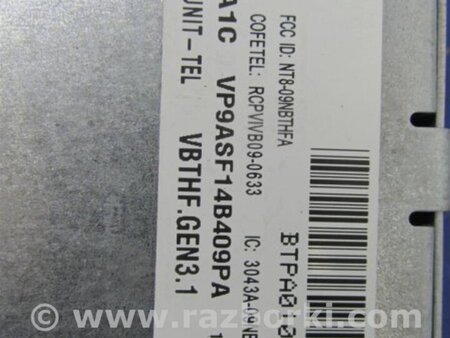 FCC ID: NT8-09NBTHFA
COFETEL: RCPVIVB09-0633
IC: 3043A-09NB
BTPA0
A1C VP9ASF14B409PA
UNIT-TEL VBTHF.GEN3.1
© www.razborki.com